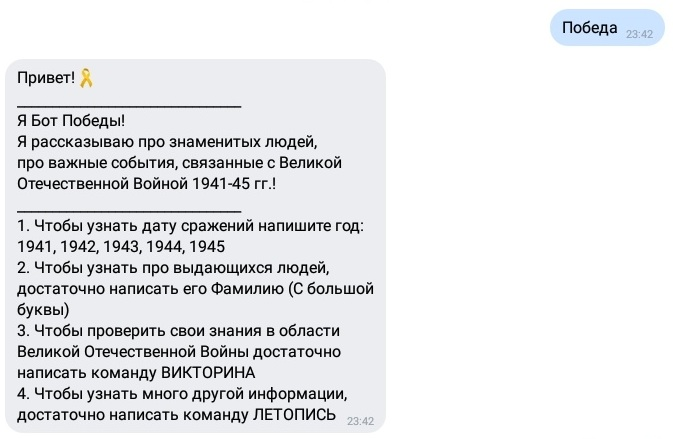 Победа 23:42
Привет!🎗
____________________________
Я Бот Победы!
Я рассказываю про знаменитых людей,
про важные события, связанные с Великой
Отечественной Войной 1941-45 гг.!
____________________________
1. Чтобы узнать дату сражений напишите год:
1941, 1942, 1943, 1944, 1945
2. Чтобы узнать про выдающихся людей,
достаточно написать его Фамилию (С большой
буквы)
3. Чтобы проверить свои знания в области
Великой Отечественной Войны достаточно
написать команду ВИКТОРИНА
4. Чтобы узнать много другой информации,
достаточно написать команду ЛЕТОПИСЬ 23:42